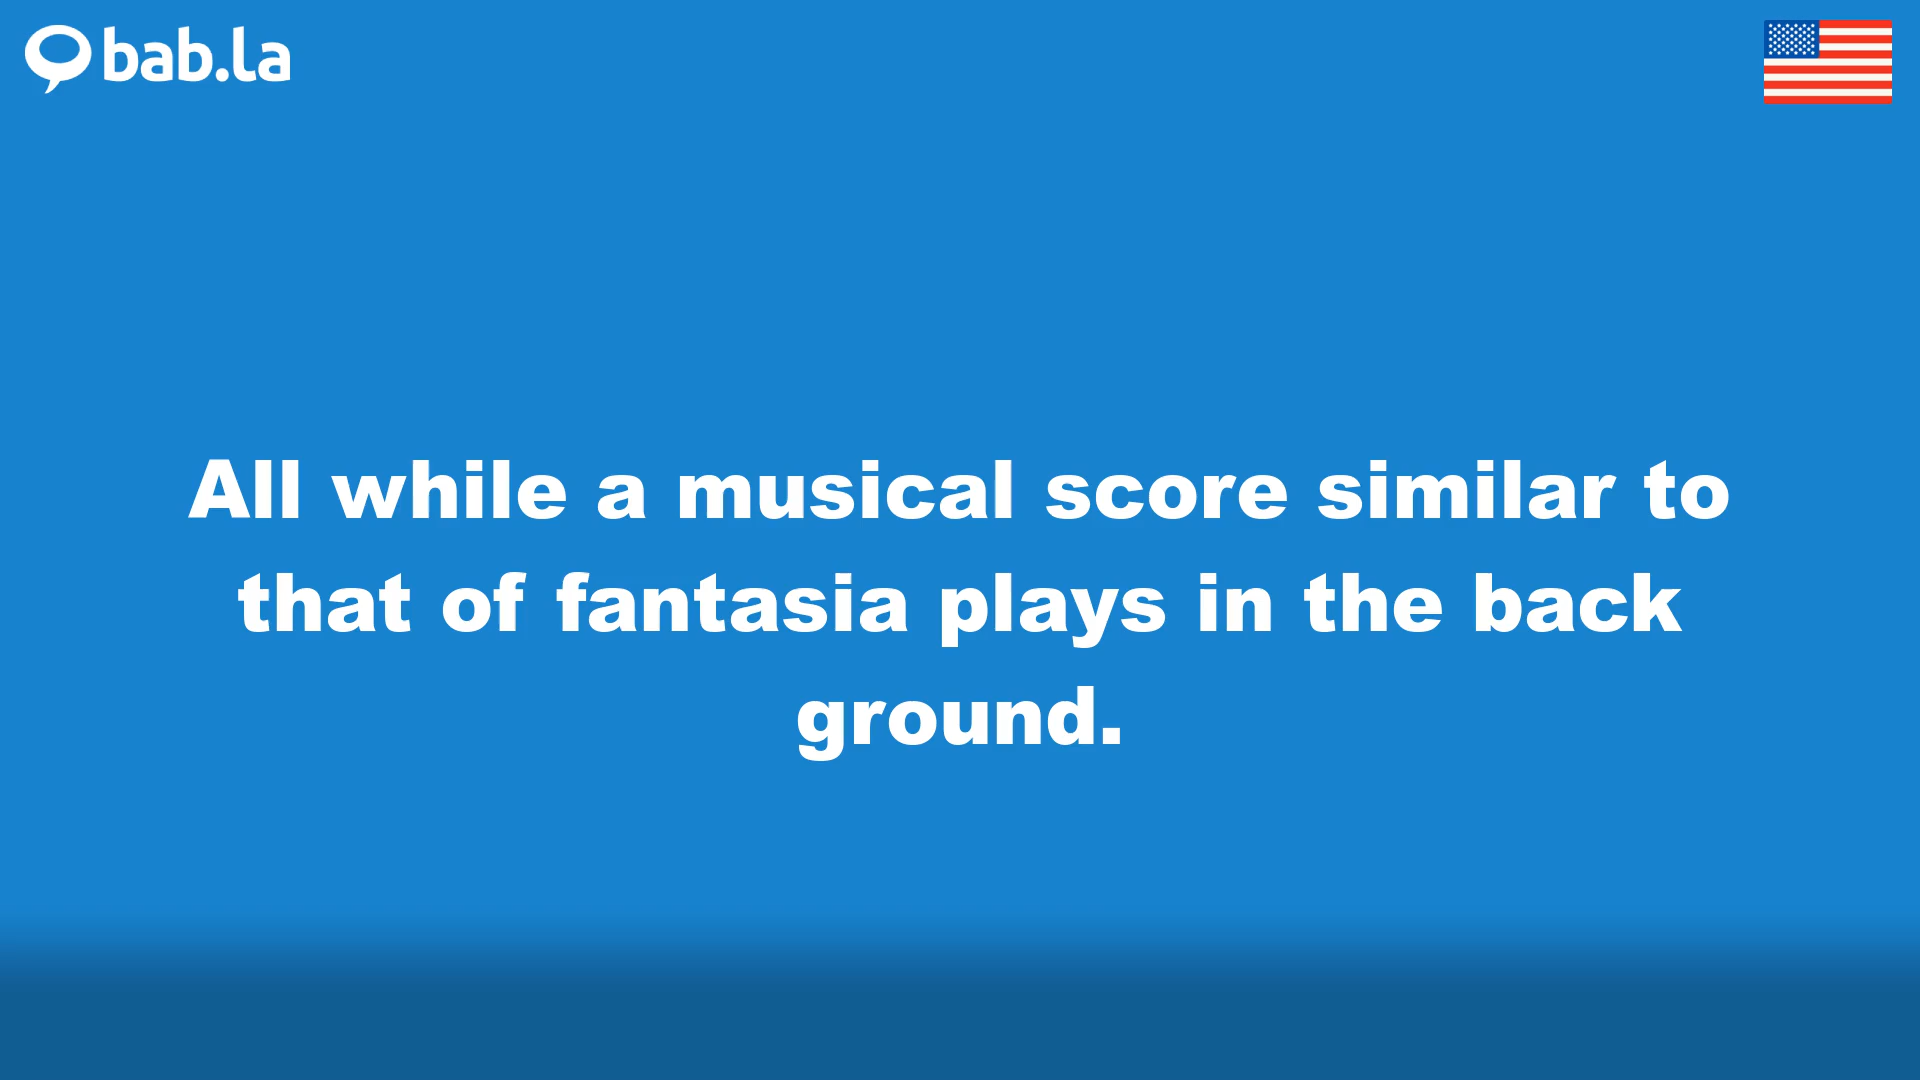 bab.la
All while a musical score similar to
that of fantasia plays in the back
ground.